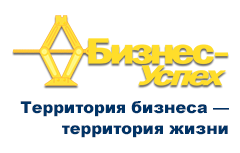 Бизнес-
Успех
Территория бизнеса —
территория жизни